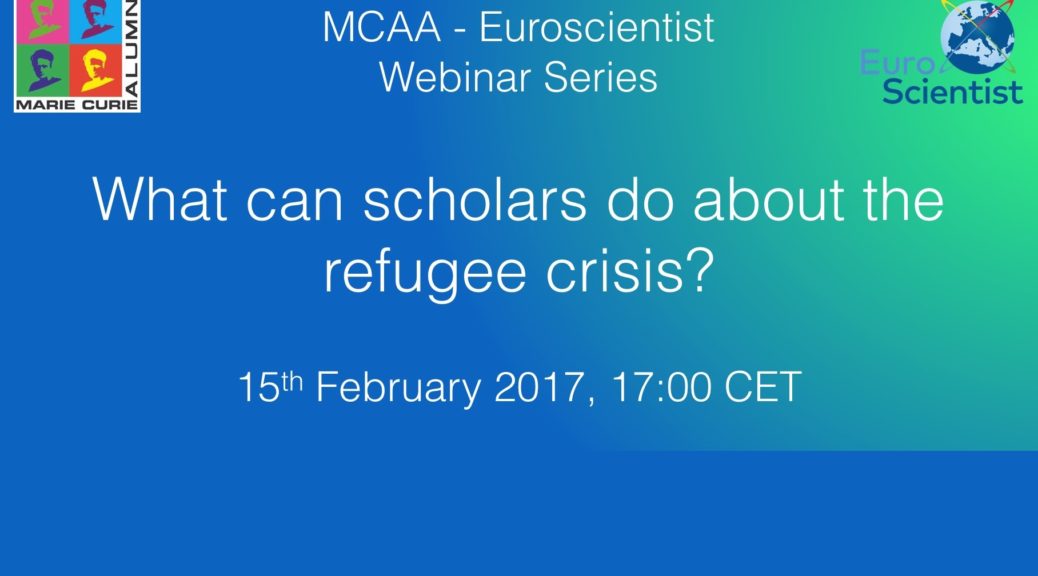 MCAA - Euroscientist
Webinar Series
MARIE CURIE
ALUMNI
Euro
Scientist
What can scholars do about the
refugee crisis?
15th February 2017, 17:00 CET